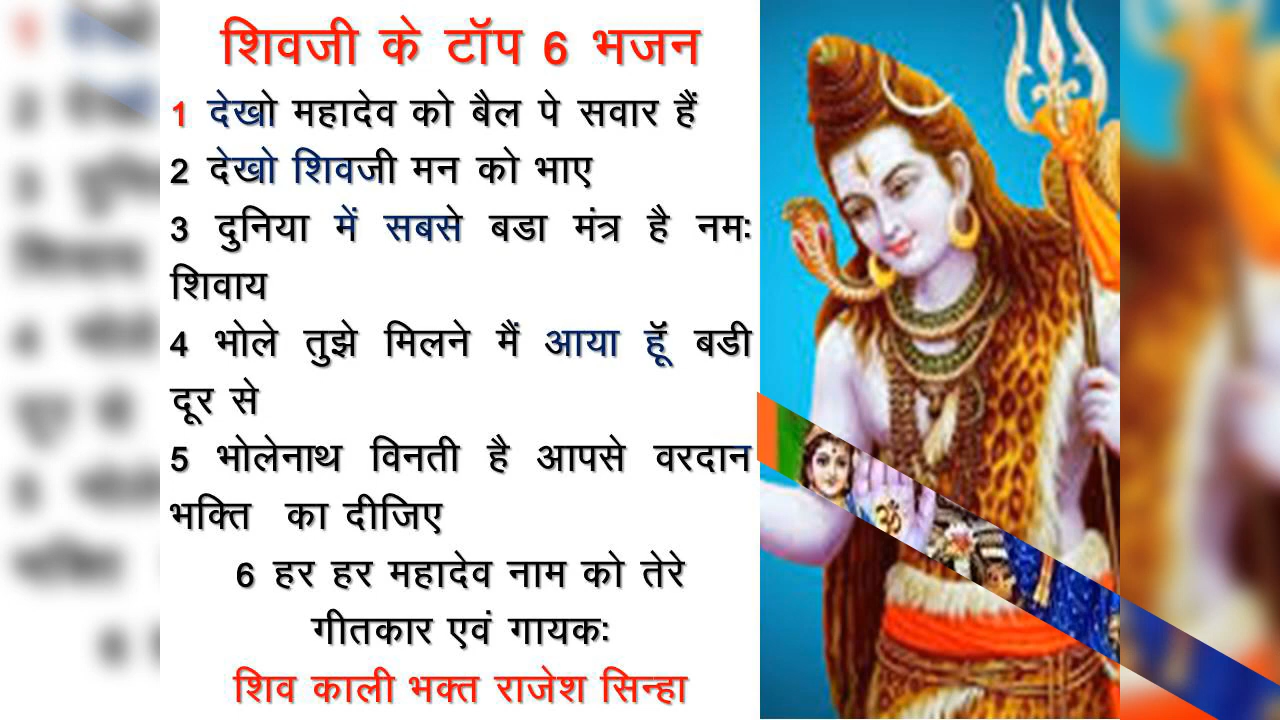 शिवजी के टॉप 6 भजन
1 देखो महादेव को बैल पे सवार हैं
2 देखो शिवजी मन को भाए
3 दुनिया में सबसे बडा मंत्र है नमः
शिवाय
4 भोले तुझे मिलने मैं आया हूॅ बडी
दूर से
5 भोलेनाथ विनती है आपसे वरदान
भक्ति का दीजिए
6 हर हर महादेव नाम को तेरे
गीतकार एवं गायकः
शिव काली भक्त राजेश सिन्हा
ॐ